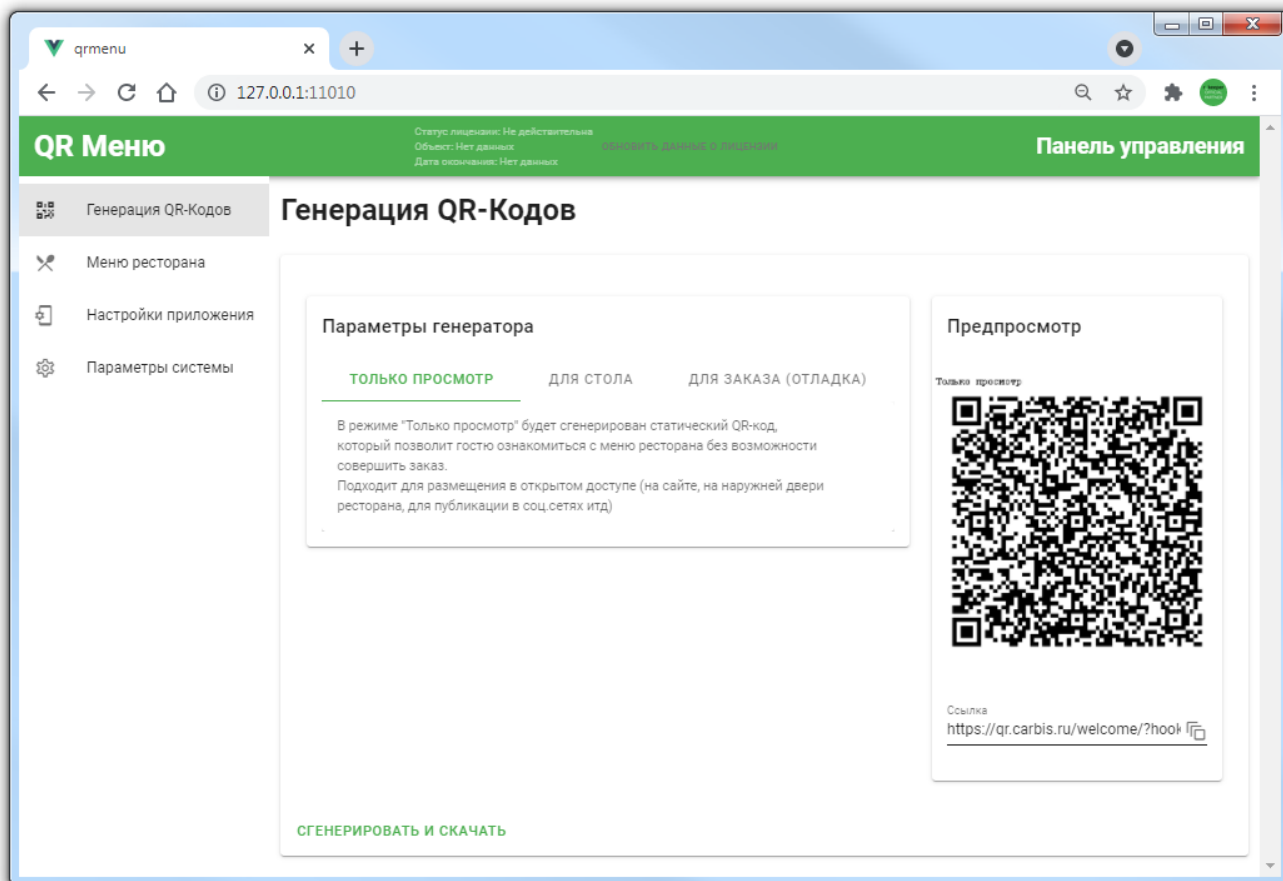 qrmenu
127.0.0.1:11010
QR Меню
Статус лицензии: Не действительна
Объект: Нет данных
Дата окончания: Нет данных
ОБНОВИТЬ ДАННЫЕ О ЛИЦЕНЗИИ
Панель управления
Генерация QR-Кодов
Меню ресторана
Настройки приложения
Параметры системы
Генерация QR-Кодов
Параметры генератора
ТОЛЬКО ПРОСМОТР ДЛЯ СТОЛА ДЛЯ ЗАКАЗА (ОТЛАДКА)
В режиме "Только просмотр" будет сгенерирован статический QR-код,
который позволит гостю ознакомиться с меню ресторана без возможности
совершить заказ.
Подходит для размещения в открытом доступе (на сайте, на наружней двери
ресторана, для публикации в соц.сетях итд)
Предпросмотр
Только просмотр
Ссылка
https://qr.carbis.ru/welcome/?hook
СГЕНЕРИРОВАТЬ И СКАЧАТЬ